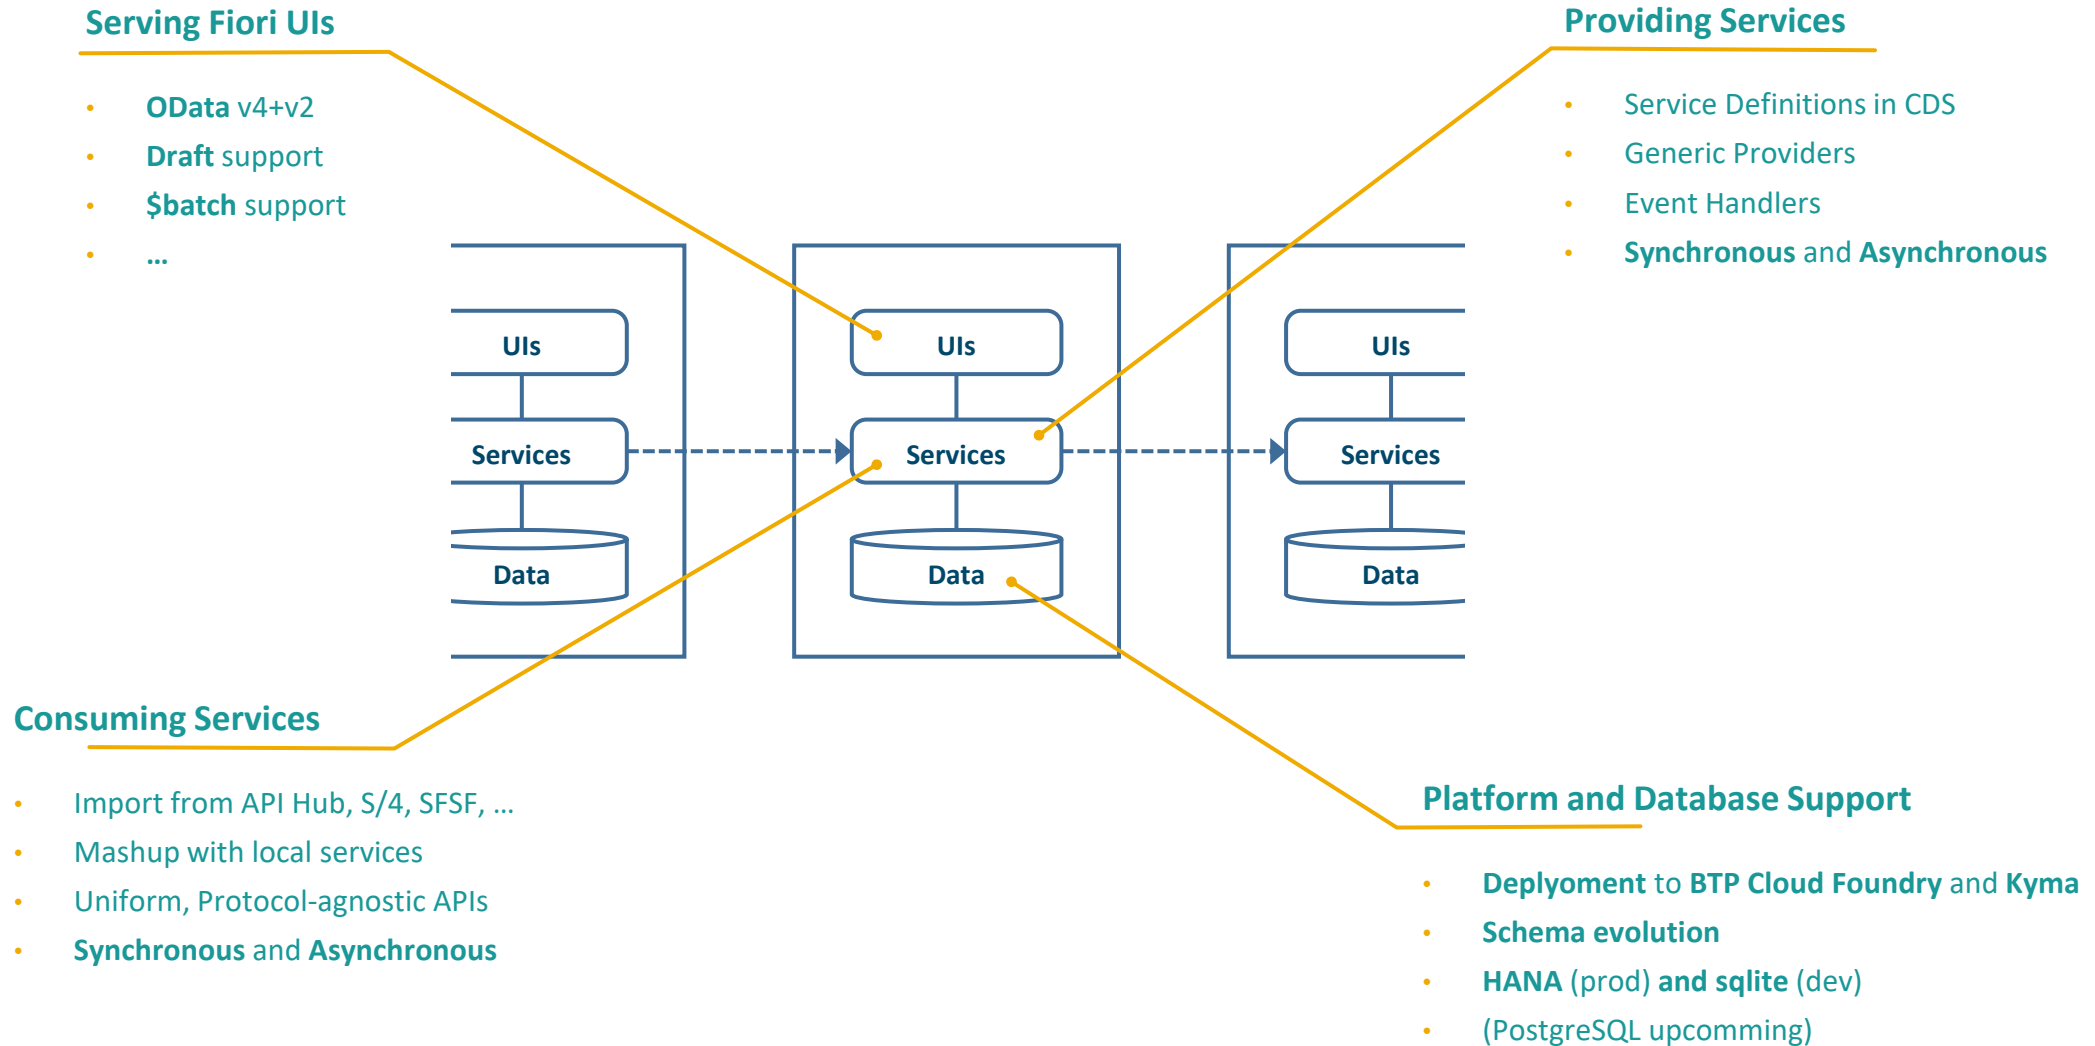 Serving Fiori UIs
• OData v4+v2
• Draft support
• $batch support
• ...
Providing Services
• Service Definitions in CDS
• Generic Providers
• Event Handlers
• Synchronous and Asynchronous
UIs
UIs
UIs
Services
Services
Services
Data
Data
Data
Consuming Services
• Import from API Hub, S/4, SFSF, ...
• Mashup with local services
• Uniform, Protocol-agnostic APIs
• Synchronous and Asynchronous
Platform and Database Support
• Deplyoment to BTP Cloud Foundry and Kyma
• Schema evolution
• HANA (prod) and sqlite (dev)
• (PostgreSQL upcomming)